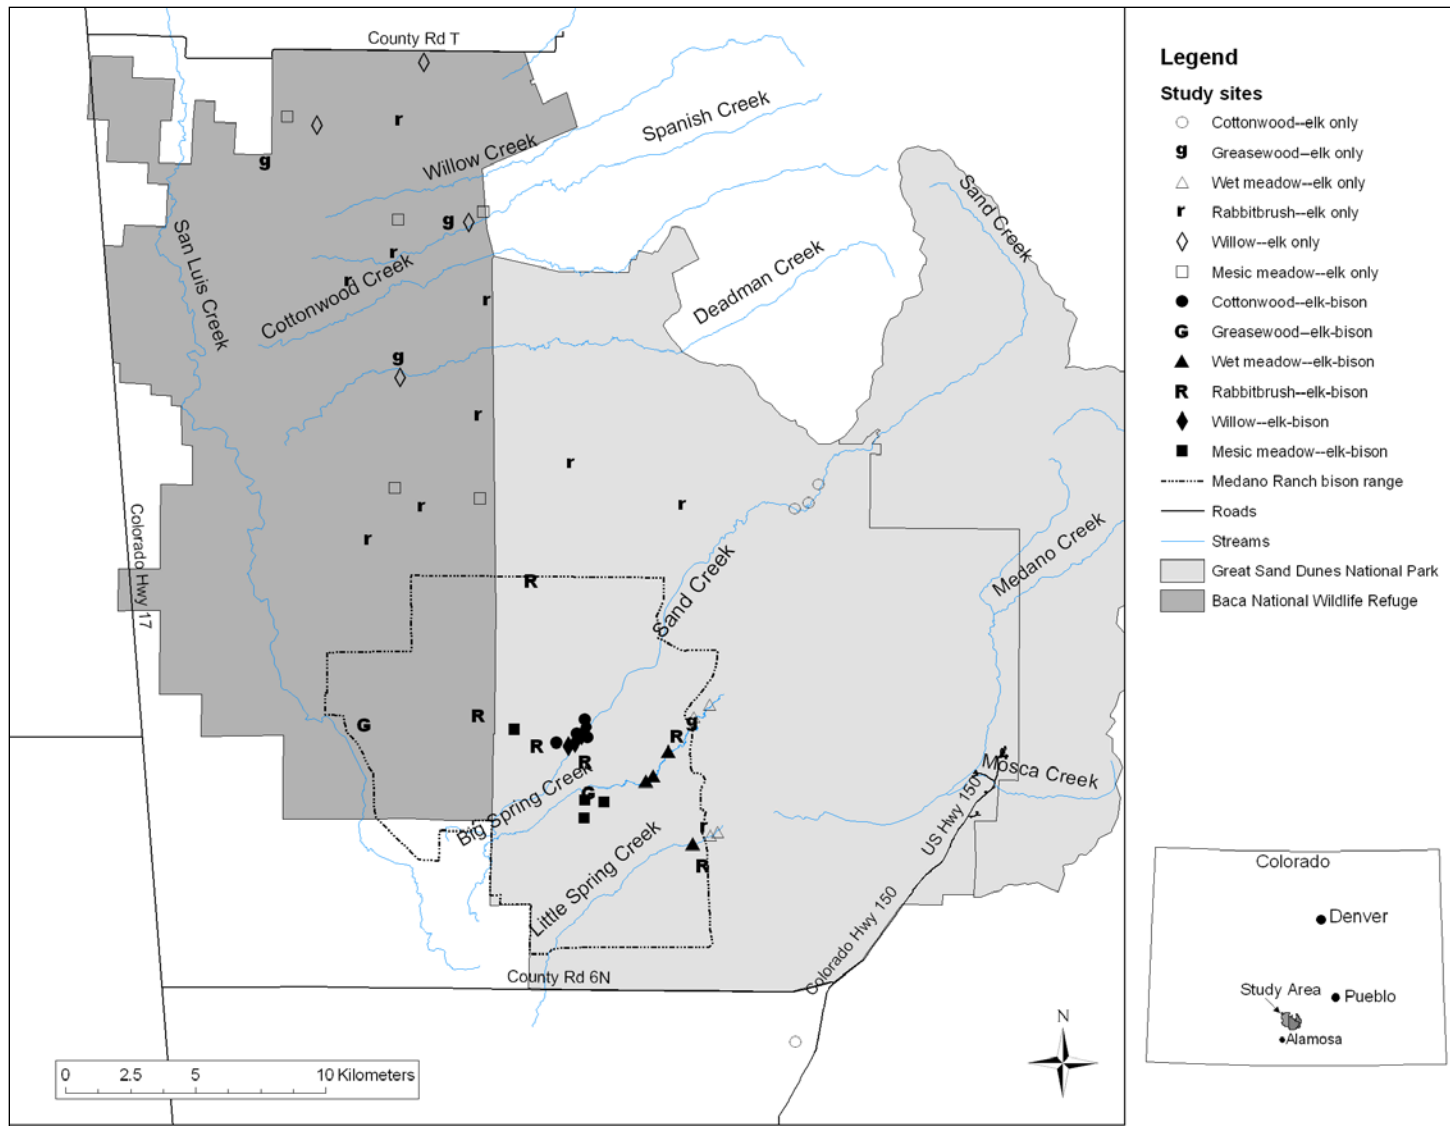 County Rd T
Willow Creek
Spanish Creek
Sand Creek
San Luis Creek
Cottonwood Creek
Deadman Creek
Colorado Hwy 17
Sand Creek
Medano Creek
Big Spring Creek
Little Spring Creek
Mosca Creek
US Hwy 150
Colorado Hwy 150
County Rd 6N
g
r
g
r
r
r
g
r
r
r
r
r
R
G
R
R
R
R
g
G
r
R
N
0 2.5 5 10 Kilometers
Legend
Study sites
Cottonwood--elk only
g Greasewood--elk only
Wet meadow--elk only
r Rabbitbrush--elk only
Willow--elk only
Mesic meadow--elk only
Cottonwood--elk-bison
G Greasewood--elk-bison
Wet meadow--elk-bison
R Rabbitbrush--elk-bison
Willow--elk-bison
Mesic meadow--elk-bison
Medano Ranch bison range
Roads
Streams
Great Sand Dunes National Park
Baca National Wildlife Refuge
Colorado
Denver
Study Area
Pueblo
Alamosa